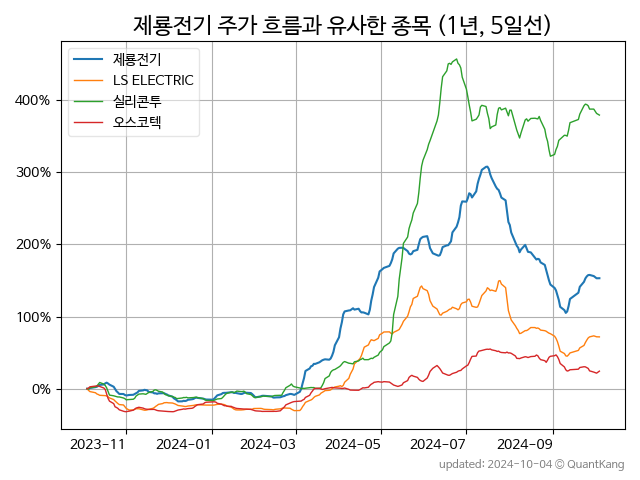 제룡전기 주가 흐름과 유사한 종목 (1년, 5일선)
제룡전기
LS ELECTRIC
실리콘투
오스코텍
400%
300%
200%
100%
0%
2023-11 2024-01 2024-03 2024-05 2024-07 2024-09
updated: 2024-10-04 © QuantKang